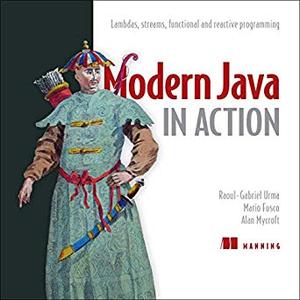 Lambdas, streams, functional and reactive programming
Modern Java
IN ACTION
Raoul-Gabriel Urma
Mario Fusco
Alan Mycroft
MANNING